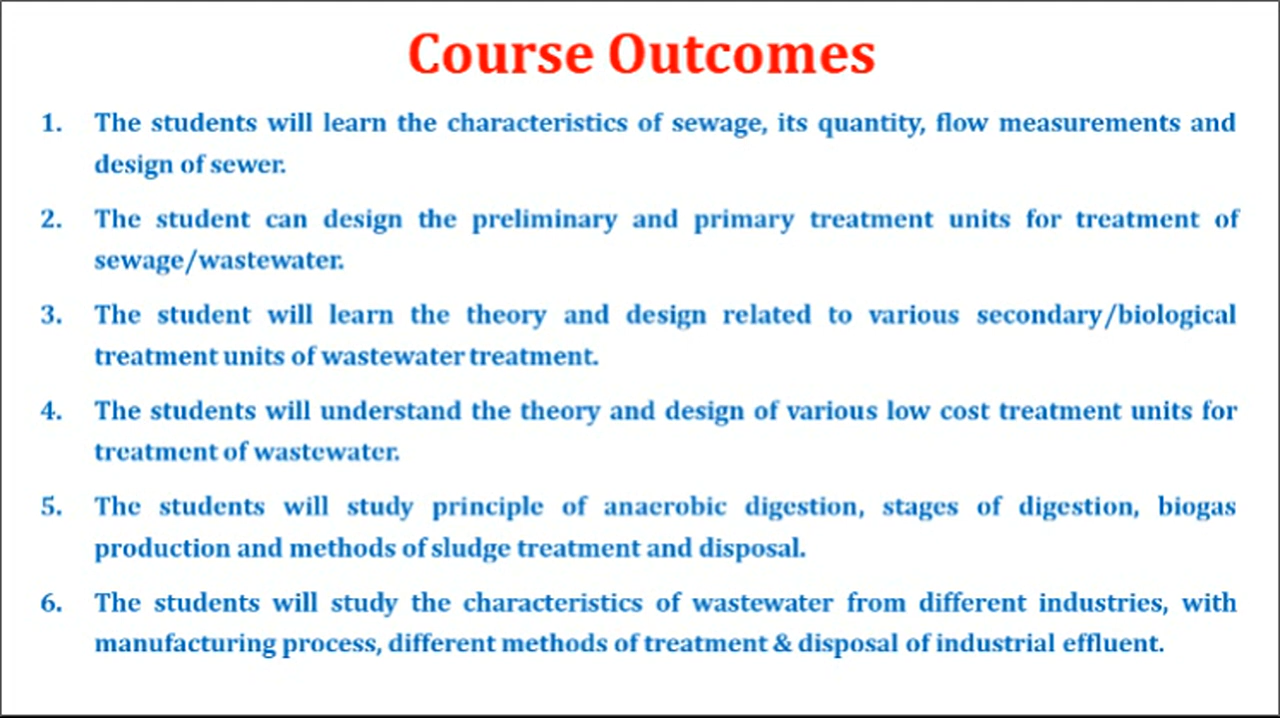 Course Outcomes
1. The students will learn the characteristics of sewage, its quantity, flow measurements and
design of sewer.
2. The student can design the preliminary and primary treatment units for treatment of
sewage/wastewater.
3. The student will learn the theory and design related to various secondary/biological
treatment units of wastewater treatment.
4. The students will understand the theory and design of various low cost treatment units for
treatment of wastewater.
5. The students will study principle of anaerobic digestion, stages of digestion, biogas
production and methods of sludge treatment and disposal.
6. The students will study the characteristics of wastewater from different industries, with
manufacturing process, different methods of treatment & disposal of industrial effluent.